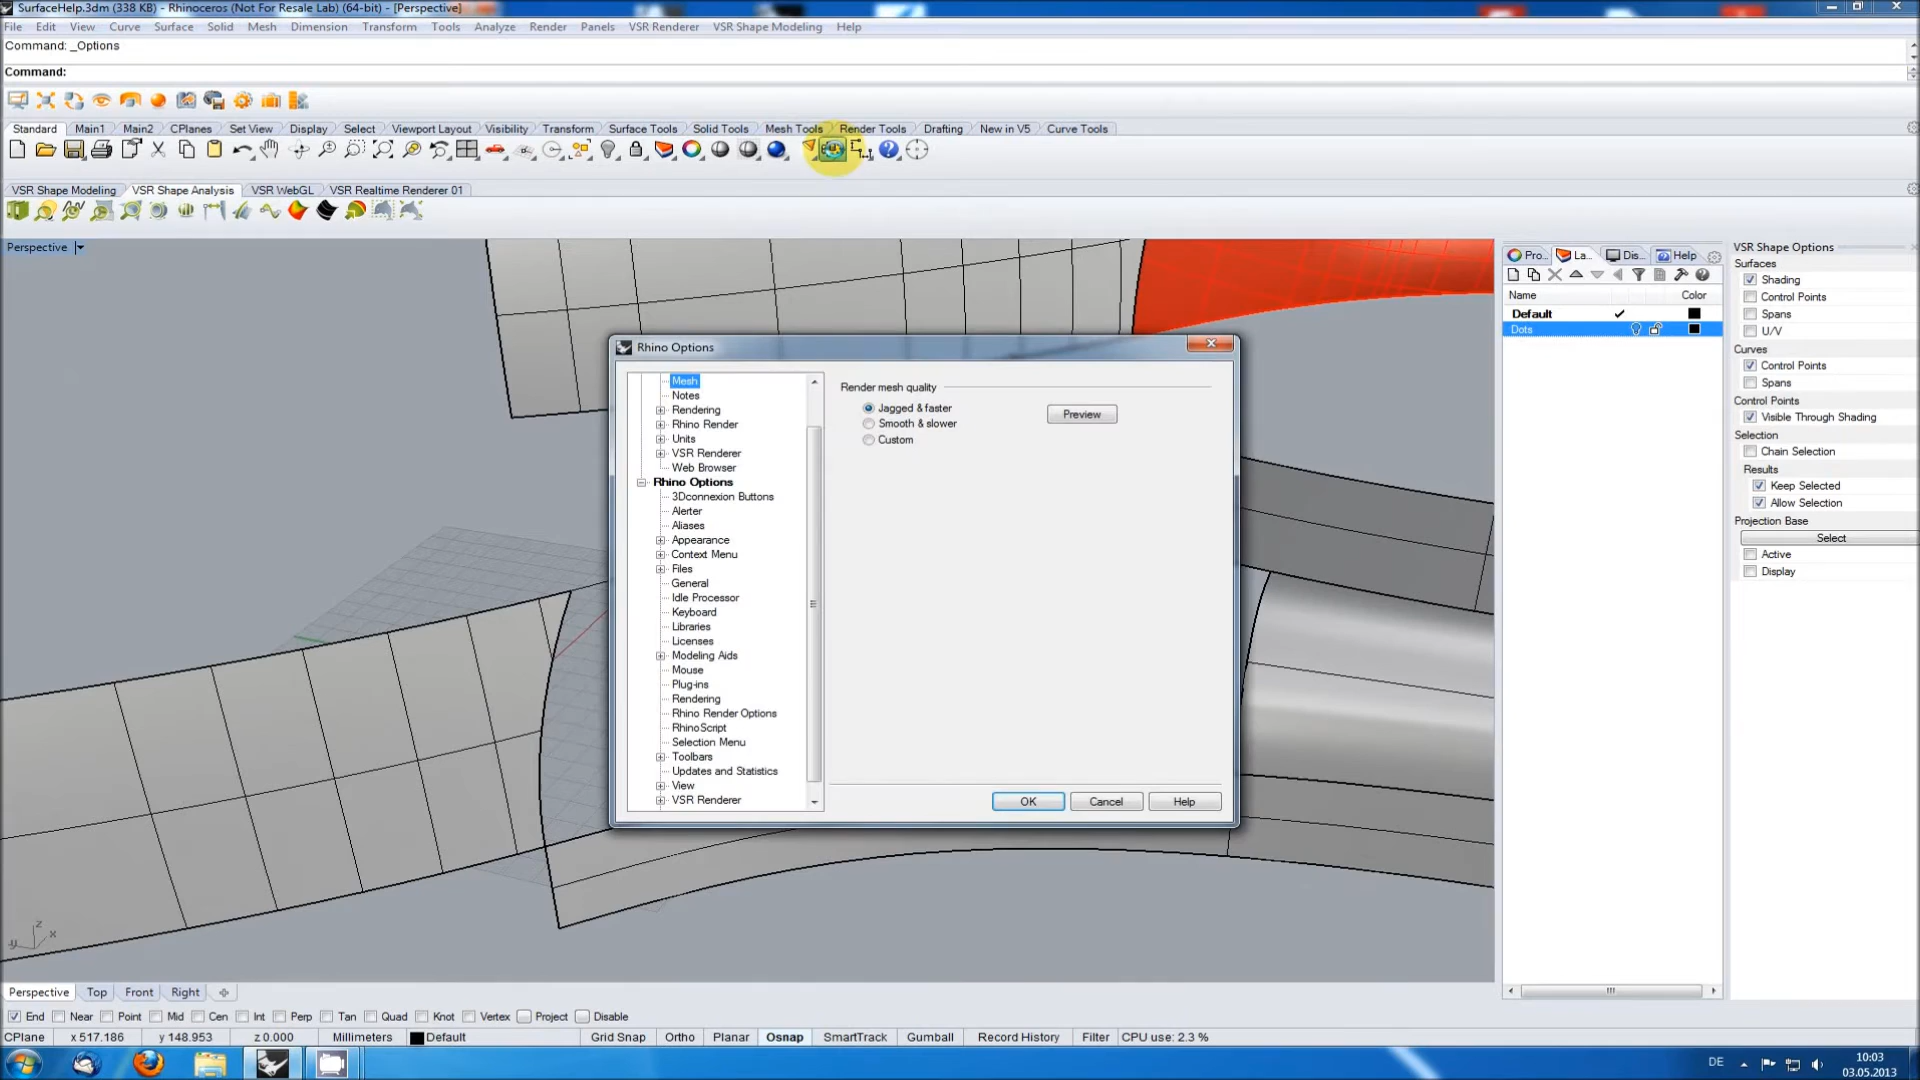 SurfaceHelp.3dm (338 KB) - Rhinoceros (Not For Resale Lab) (64-bit) - [Perspective]
File Edit View Curve Surface Solid Mesh Dimension Transform Tools Analyze Render Panels VSR Renderer VSR Shape Modeling Help
Command: _Options
Command:
Standard Main1 Main2 CPlanes Set View Display Select Viewport Layout Visibility Transform Surface Tools Solid Tools Mesh Tools Render Tools Drafting New in V5 Curve Tools
VSR Shape Modeling VSR Shape Analysis VSR WebGL VSR Realtime Renderer 01
Perspective
Pro... La... Dis... Help
Name Color
Default
Dots
VSR Shape Options
Surfaces
Shading
Control Points
Spans
U/V
Curves
Control Points
Spans
Control Points
Visible Through Shading
Selection
Chain Selection
Results
Keep Selected
Allow Selection
Projection Base
Select
Active
Display
Rhino Options
Mesh
Notes
Rendering
Rhino Render
Units
VSR Renderer
Web Browser
Rhino Options
3Dconnexion Buttons
Alerter
Aliases
Appearance
Context Menu
Files
General
Idle Processor
Keyboard
Libraries
Licenses
Modeling Aids
Mouse
Plug-ins
Rendering
Rhino Render Options
RhinoScript
Selection Menu
Toolbars
Updates and Statistics
View
VSR Renderer
Render mesh quality
Jagged & faster
Smooth & slower
Custom
Preview
OK Cancel Help
z
y x
Perspective Top Front Right
End Near Point Mid Cen Int Perp Tan Quad Knot Vertex Project Disable
CPlane x 517.186 y 148.953 z 0.000 Millimeters Default Grid Snap Ortho Planar Osnap SmartTrack Gumball Record History Filter CPU use: 2.3 %
DE
10:03
03.05.2013